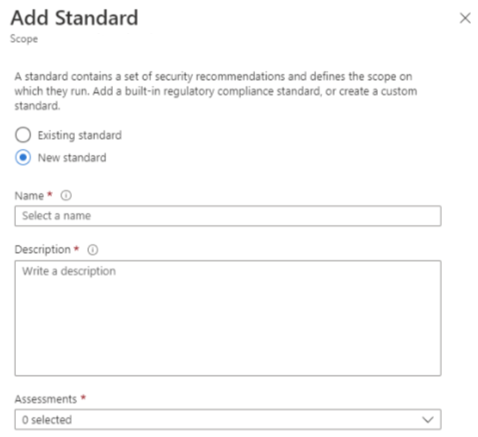 Add Standard
Scope
A standard contains a set of security recommendations and defines the scope on
which they run. Add a built-in regulatory compliance standard, or create a custom
standard.
Existing standard
New standard
Name *
Select a name
Description *
Write a description
Assessments *
0 selected